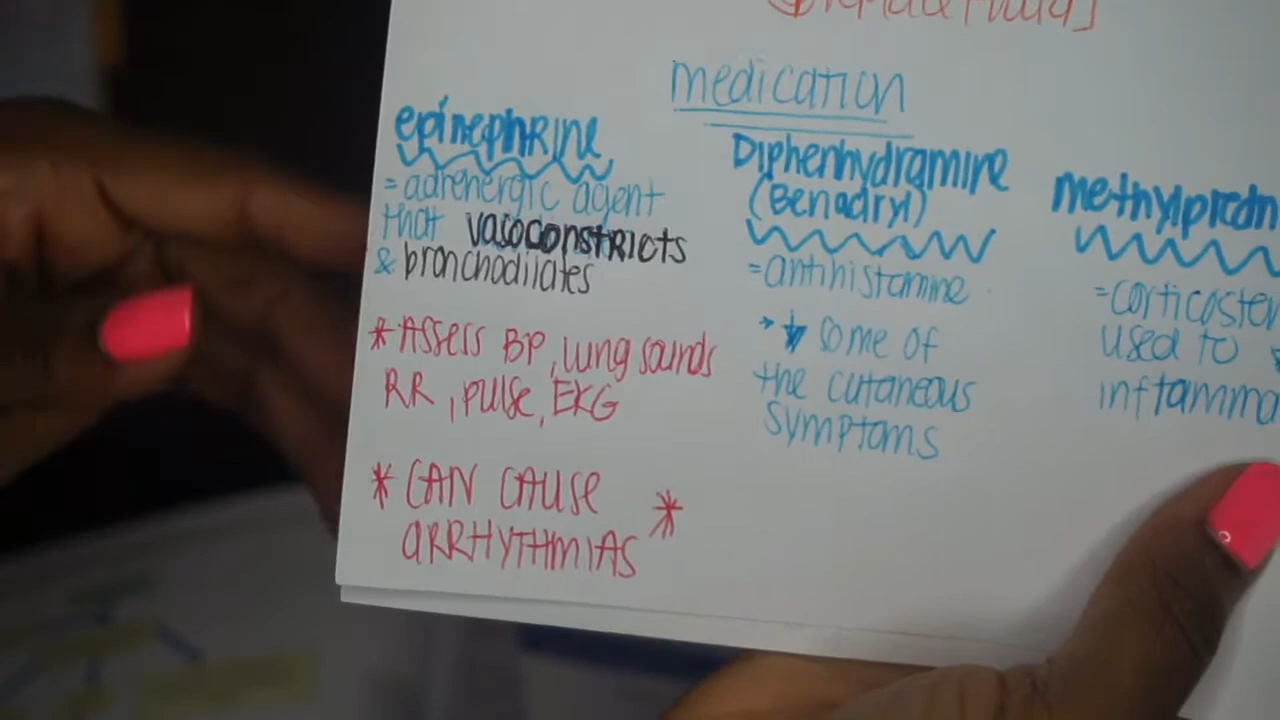 medication
epinephRine
=adrenergic agent
that vasoconstRicts
& bronchodilates
*Assess BP, lung sounds
RR, pulse, EKG
* CAN CAUSE *
aRRHYTHMIAS
Diphenhydramine
(Benadryl)
=antihistamine
→↓ some of
the cutaneous
symptoms
methylpredn
=corticoster
used to
inflamma